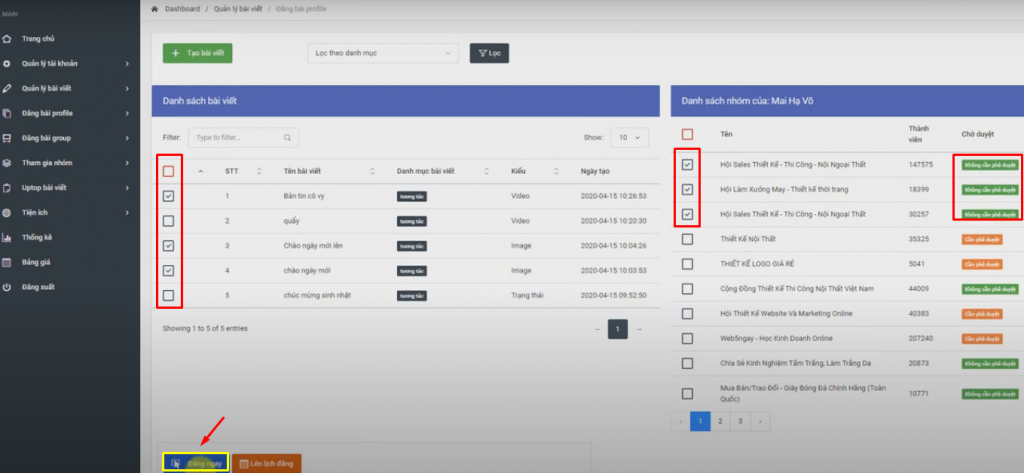 MAIN
Dashboard / Quản lý bài viết / Đăng bài profile
Trang chủ
Quản lý tài khoản
Quản lý bài viết
Đăng bài profile
Đăng bài group
Tham gia nhóm
Uptop bài viết
Tiện ích
Thống kê
Bảng giá
Đăng xuất
+ Tạo bài viết
Lọc theo danh mục
Lọc
Danh sách bài viết
Filter: Type to filter...
Show: 10
STT Tên bài viết Danh mục bài viết Kiểu Ngày tạo
1 Bản tin cô vy tương tác Video 2020-04-15 10:26:53
2 quẩy tương tác Video 2020-04-15 10:20:30
3 Chào ngày mới lên tương tác Image 2020-04-15 10:04:26
4 chào ngày mới tương tác Image 2020-04-15 10:03:53
5 chúc mừng sinh nhật tương tác Trạng thái 2020-04-15 09:52:50
Showing 1 to 5 of 5 entries
← 1 →
Đăng ngay
Lên lịch đăng
Danh sách nhóm của: Mai Hạ Võ
Tên Thành viên Chờ duyệt
Hội Sales Thiết Kế - Thi Công - Nội Ngoại Thất 147575 Không cần phê duyệt
Hội Làm Xưởng May - Thiết kế thời trang 18399 Không cần phê duyệt
Hội Sales Thiết Kế - Thi Công - Nội Ngoại Thất 30257 Không cần phê duyệt
Thiết Kế Nội Thất 35325 Cần phê duyệt
THIẾT KẾ LOGO GIÁ RẺ 5041 Cần phê duyệt
Cộng Đồng Thiết Kế Thi Công Nội Thất Việt Nam 44009 Không cần phê duyệt
Hội Thiết Kế Website Và Marketing Online 40383 Cần phê duyệt
Web5ngay - Học Kinh Doanh Online 207240 Cần phê duyệt
Chia Sẻ Kinh Nghiệm Tắm Trắng, Làm Trắng Da 20873 Không cần phê duyệt
Mua Bán/Trao Đổi - Giày Bóng Đá Chính Hãng (Toàn
Quốc) 10771 Không cần phê duyệt
‹ 1 2 3 ›